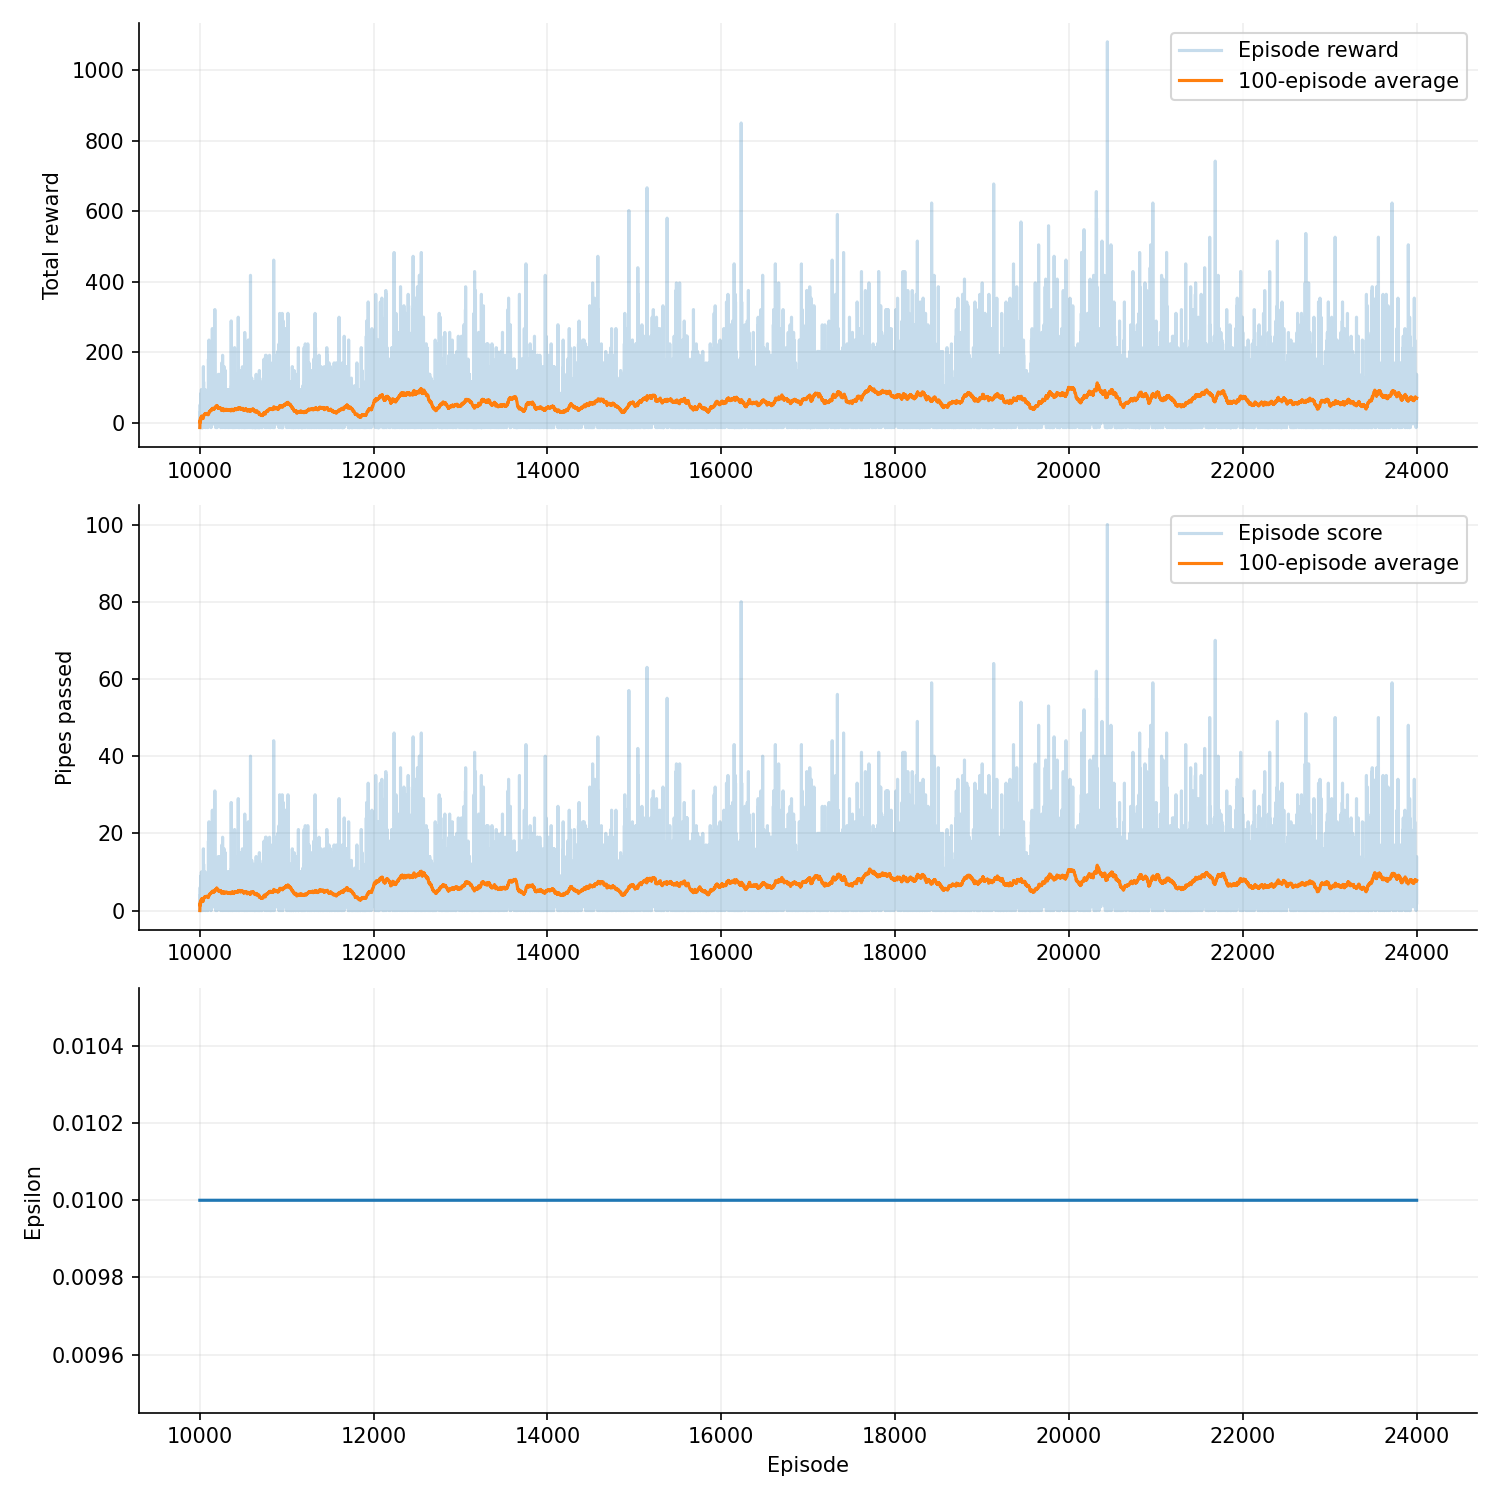 Total reward
1000
800
600
400
200
0
Episode reward
100-episode average
10000 12000 14000 16000 18000 20000 22000 24000
Pipes passed
100
80
60
40
20
0
Episode score
100-episode average
10000 12000 14000 16000 18000 20000 22000 24000
Epsilon
0.0104
0.0102
0.0100
0.0098
0.0096
10000 12000 14000 16000 18000 20000 22000 24000
Episode